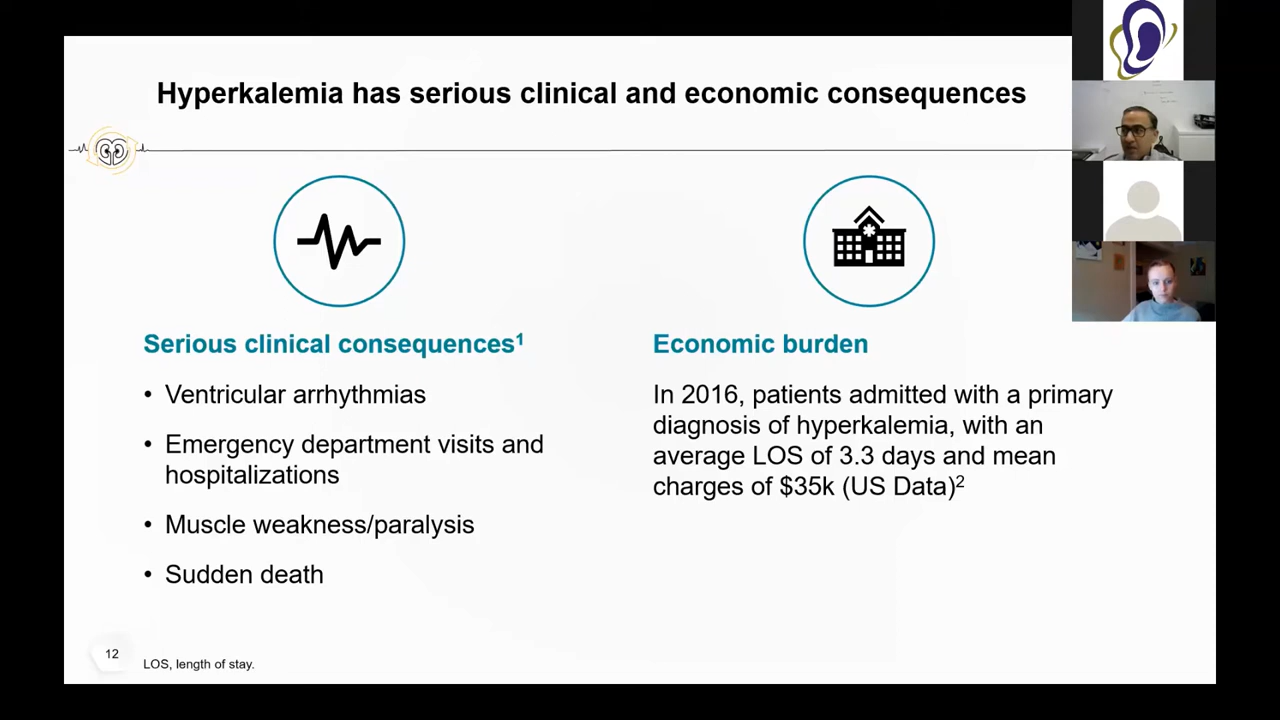 Hyperkalemia has serious clinical and economic consequences
Serious clinical consequences¹
• Ventricular arrhythmias
• Emergency department visits and
hospitalizations
• Muscle weakness/paralysis
• Sudden death
Economic burden
In 2016, patients admitted with a primary
diagnosis of hyperkalemia, with an
average LOS of 3.3 days and mean
charges of $35k (US Data)²
12
LOS, length of stay.